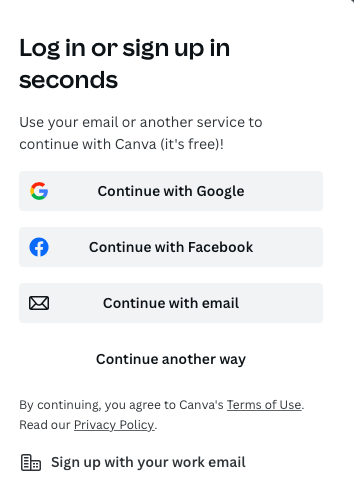 Log in or sign up in
seconds
Use your email or another service to
continue with Canva (it's free)!
Continue with Google
Continue with Facebook
Continue with email
Continue another way
By continuing, you agree to Canva's Terms of Use.
Read our Privacy Policy.
Sign up with your work email